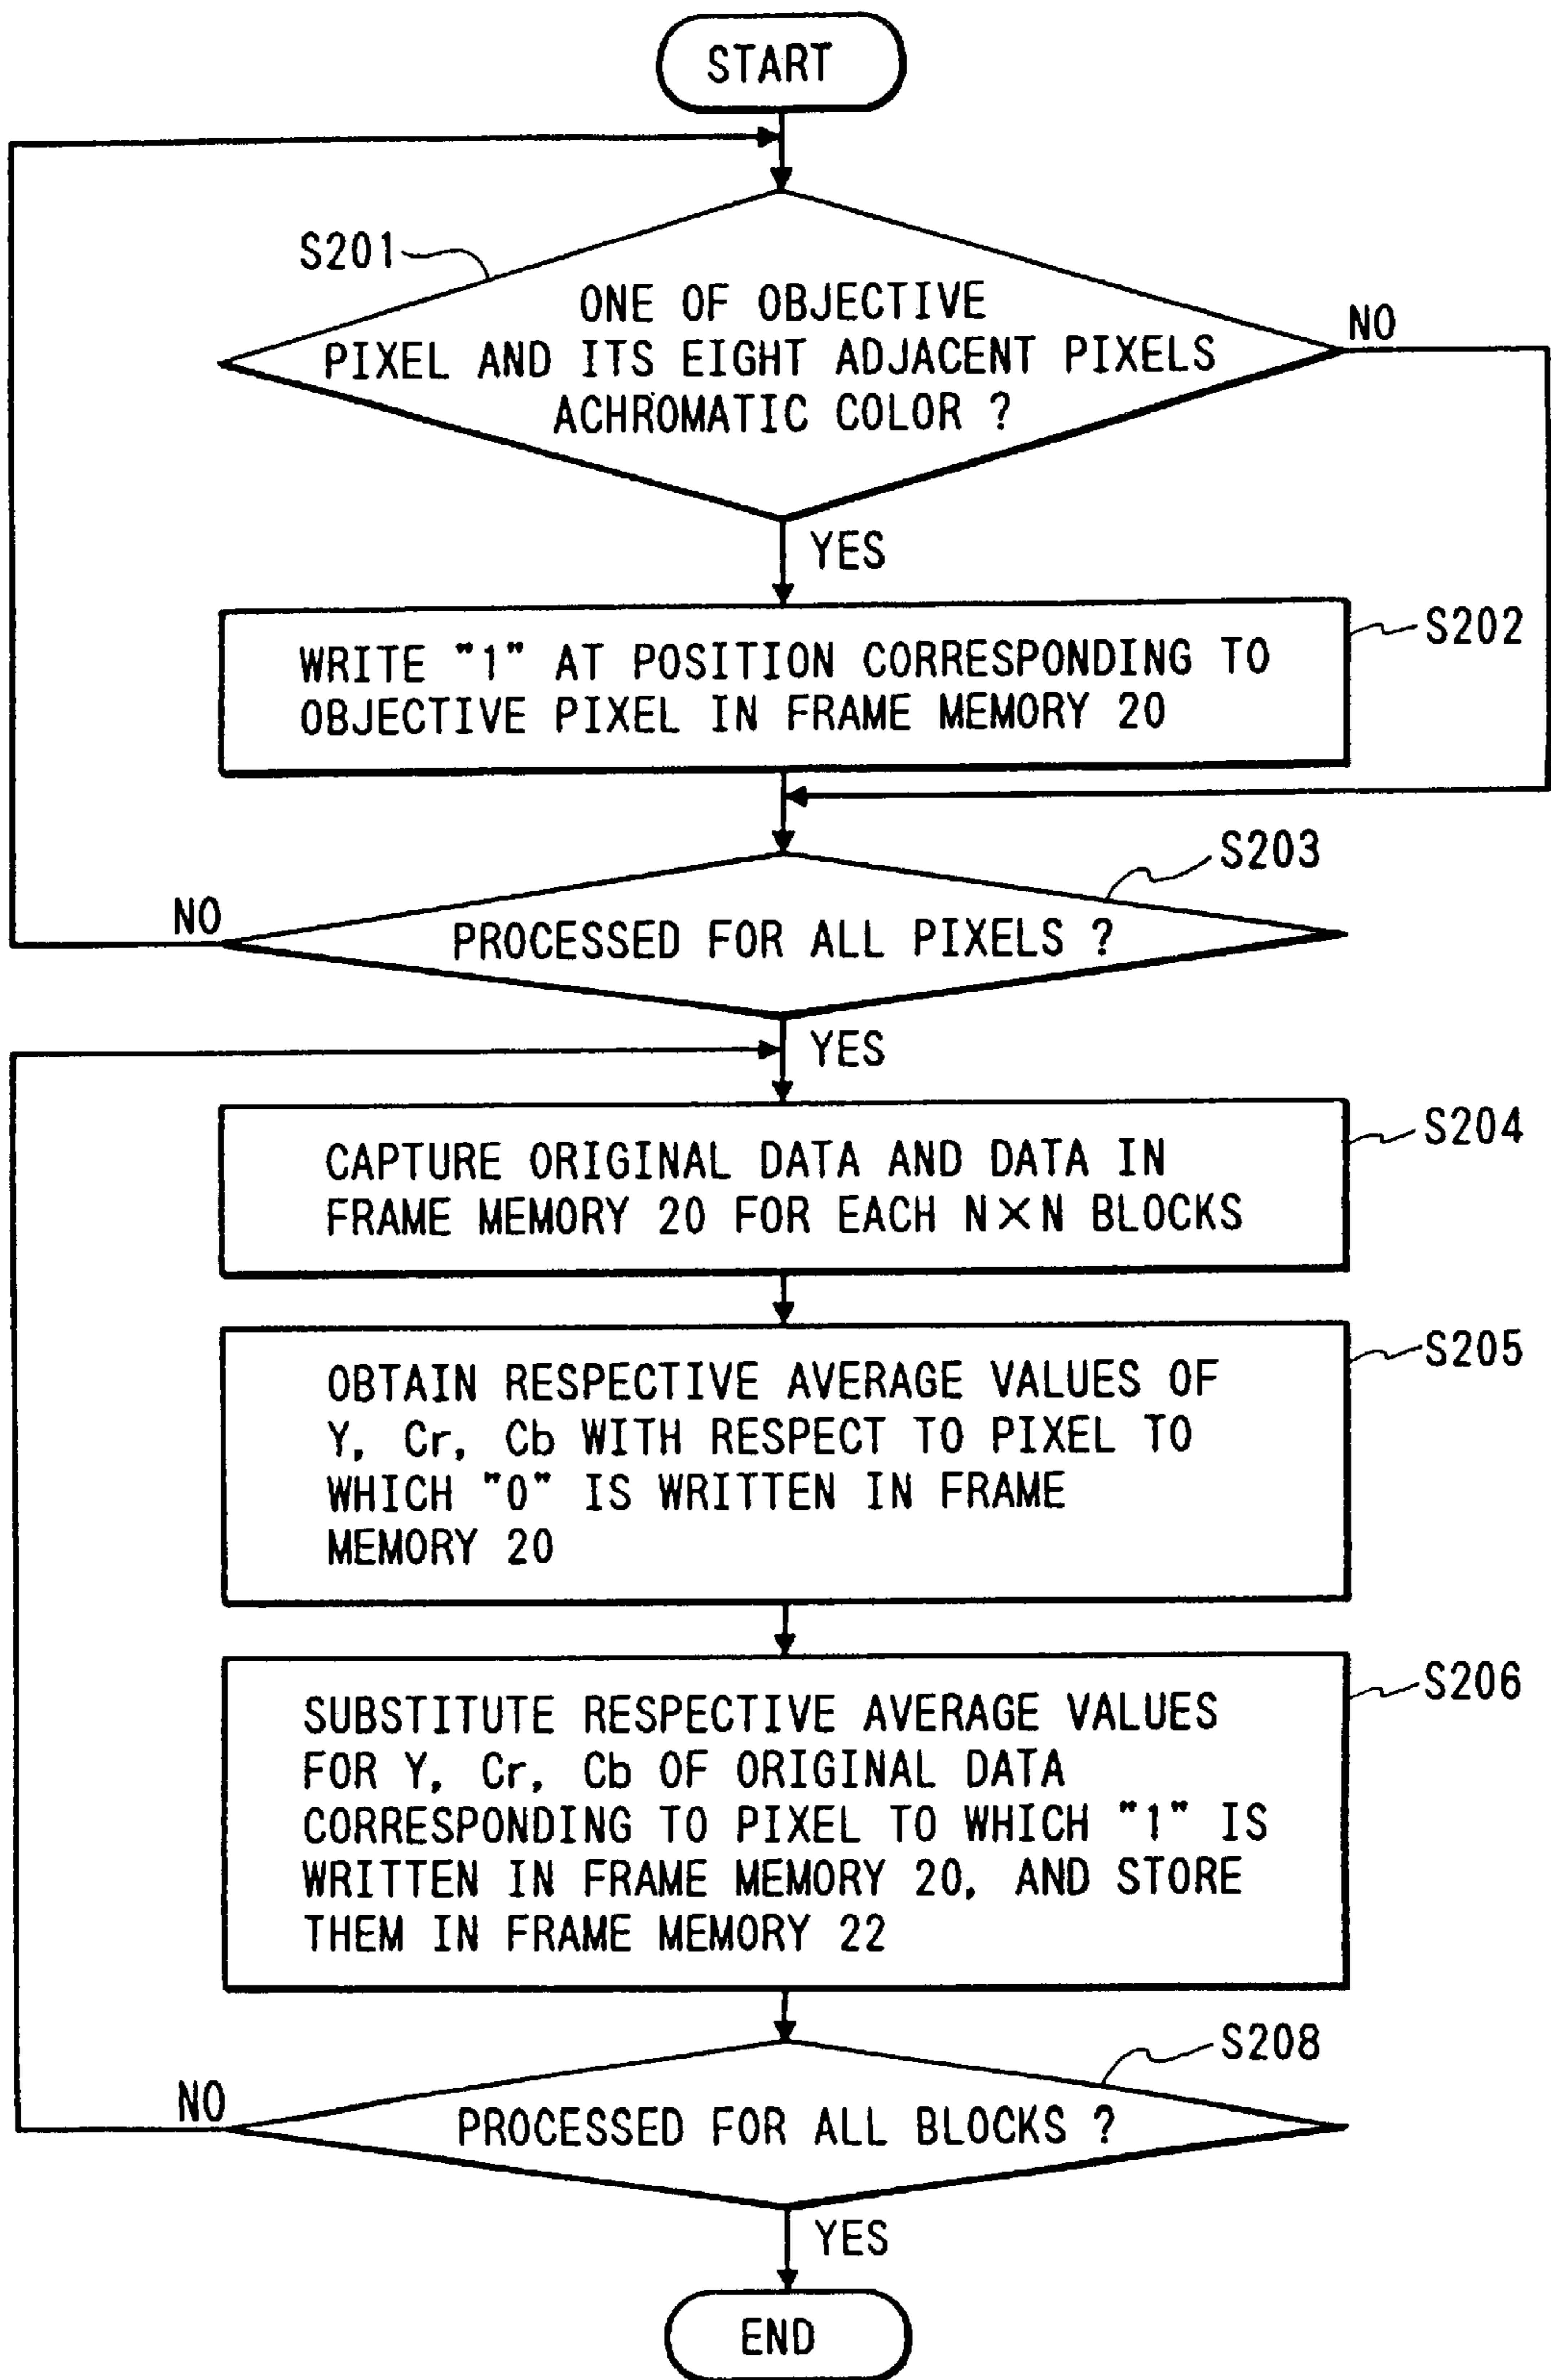 START
S201
ONE OF OBJECTIVE
PIXEL AND ITS EIGHT ADJACENT PIXELS
ACHROMATIC COLOR ?
NO
YES
S202
WRITE "1" AT POSITION CORRESPONDING TO
OBJECTIVE PIXEL IN FRAME MEMORY 20
S203
NO
PROCESSED FOR ALL PIXELS ?
YES
S204
CAPTURE ORIGINAL DATA AND DATA IN
FRAME MEMORY 20 FOR EACH N×N BLOCKS
S205
OBTAIN RESPECTIVE AVERAGE VALUES OF
Y, Cr, Cb WITH RESPECT TO PIXEL TO
WHICH "0" IS WRITTEN IN FRAME
MEMORY 20
S206
SUBSTITUTE RESPECTIVE AVERAGE VALUES
FOR Y, Cr, Cb OF ORIGINAL DATA
CORRESPONDING TO PIXEL TO WHICH "1" IS
WRITTEN IN FRAME MEMORY 20, AND STORE
THEM IN FRAME MEMORY 22
S208
NO
PROCESSED FOR ALL BLOCKS ?
YES
END